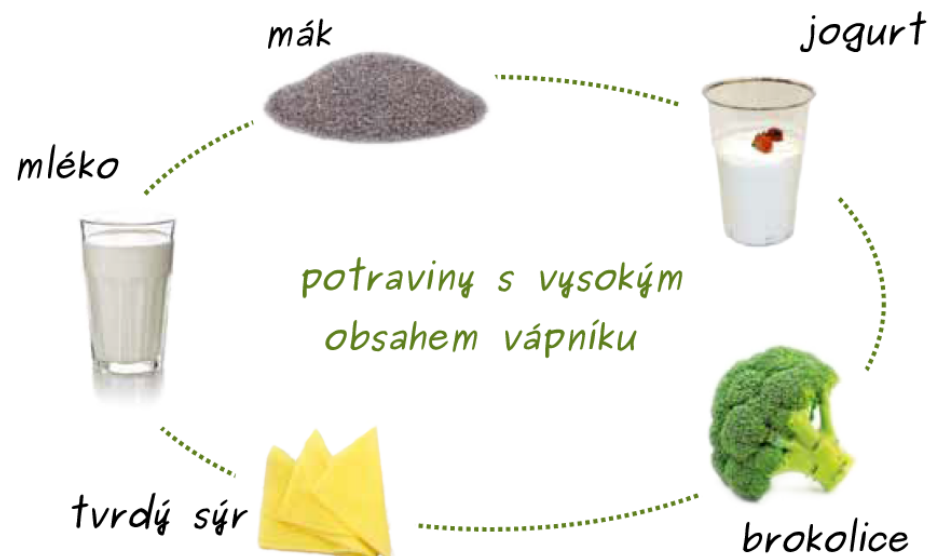 mák
jogurt
mléko
potraviny s vysokým
obsahem vápníku
tvrdý sýr
brokolice